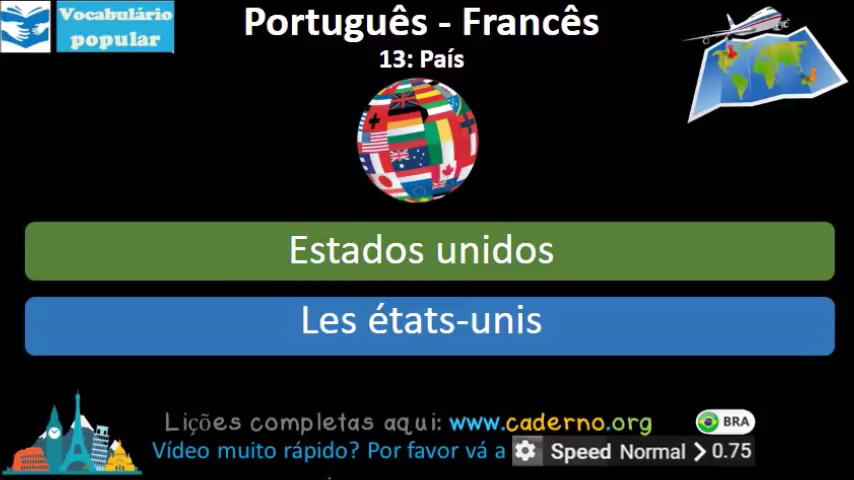 Vocabulário
popular
Português - Francês
13: País
Estados unidos
Les états-unis
Lições completas aqui: www.caderno.org
BRA
Vídeo muito rápido? Por favor vá a Speed Normal > 0.75